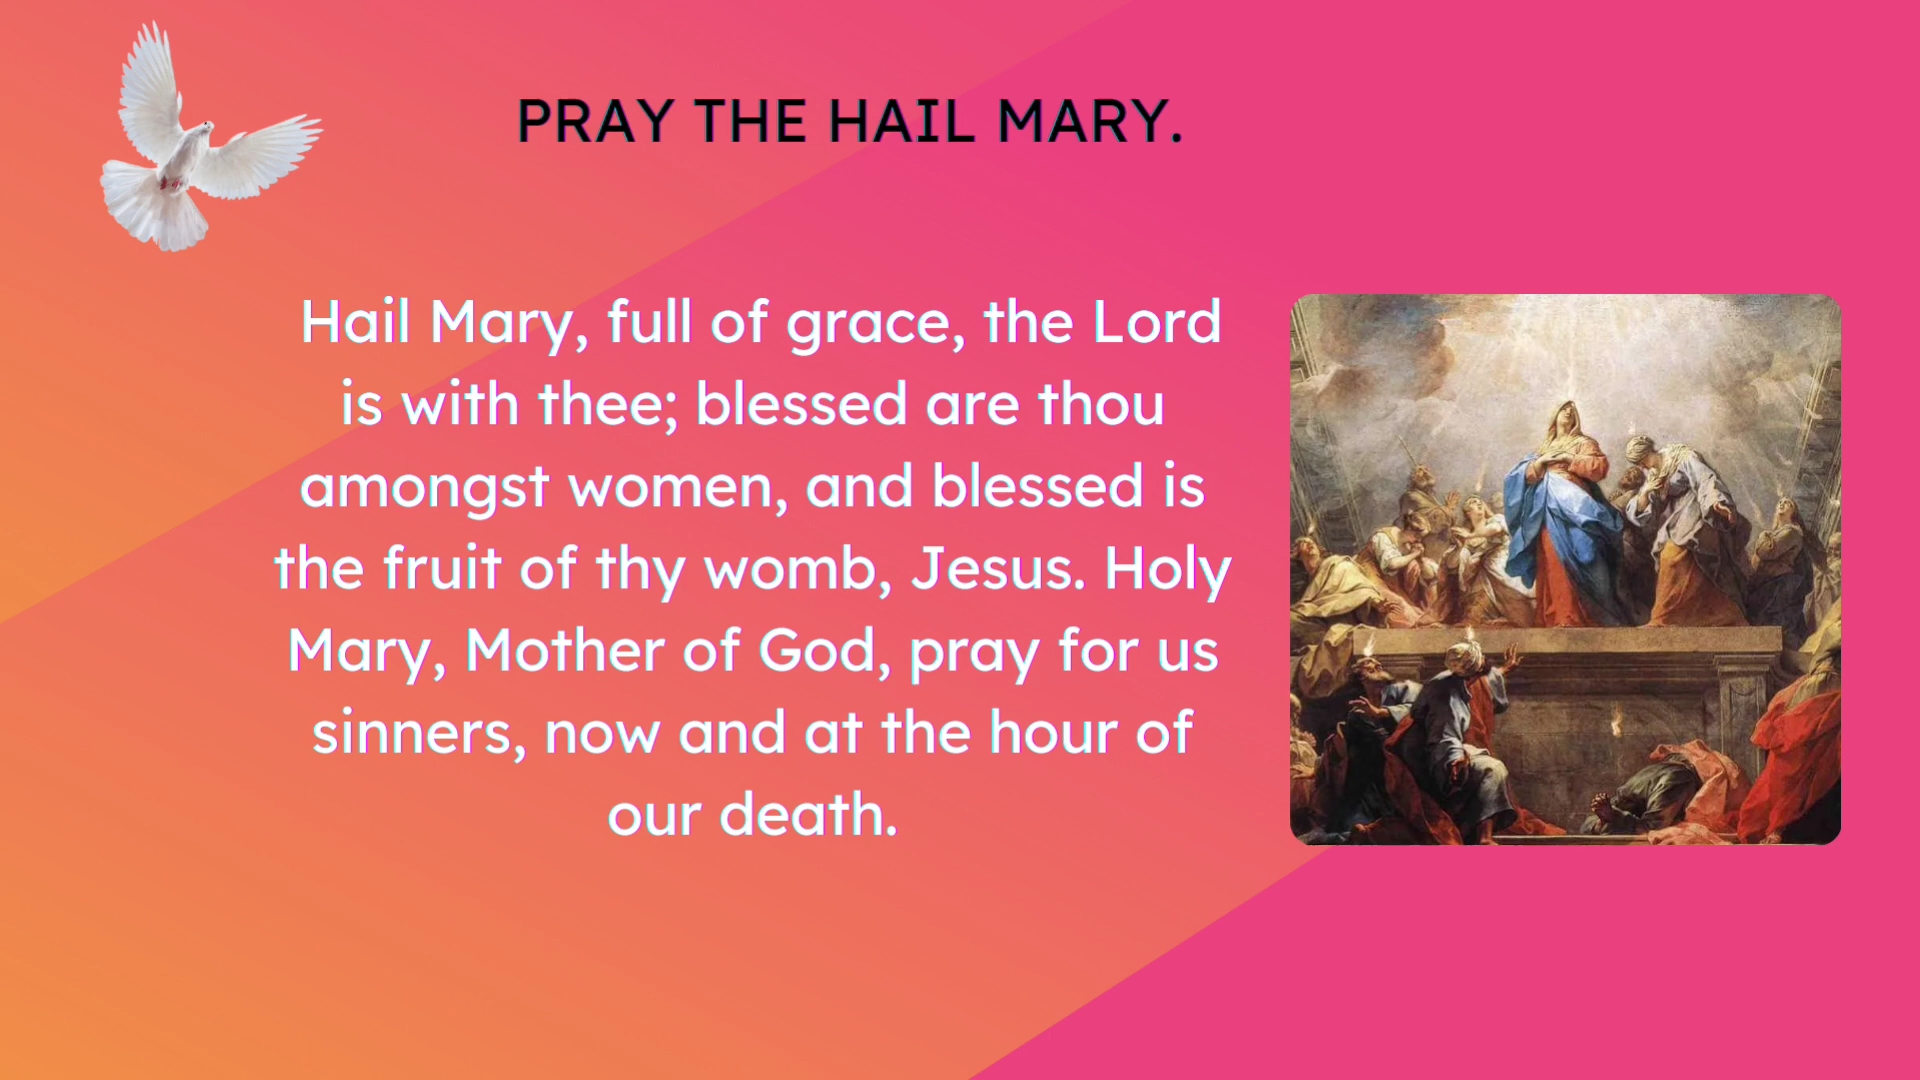 PRAY THE HAIL MARY.
Hail Mary, full of grace, the Lord
is with thee; blessed are thou
amongst women, and blessed is
the fruit of thy womb, Jesus. Holy
Mary, Mother of God, pray for us
sinners, now and at the hour of
our death.